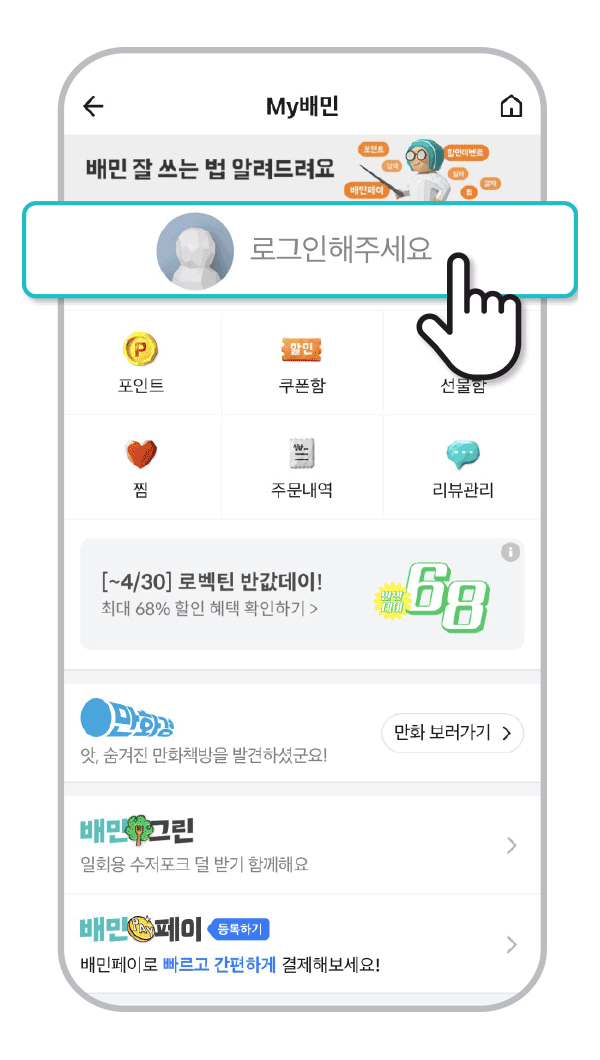 My배민
배민 잘 쓰는 법 알려드려요
포인트
할인이벤트
배민페이
찜
로그인해주세요
P
할인
포인트
쿠폰함
선물함
찜
주문내역
리뷰관리
[~4/30] 로벡틴 반값데이!
최대 68% 할인 혜택 확인하기 >
68
만화경
앗, 숨겨진 만화책방을 발견하셨군요!
만화 보러가기 >
배민그린
일회용 수저포크 덜 받기 함께해요
배민PAY페이 등록하기
배민페이로 빠르고 간편하게 결제해보세요!